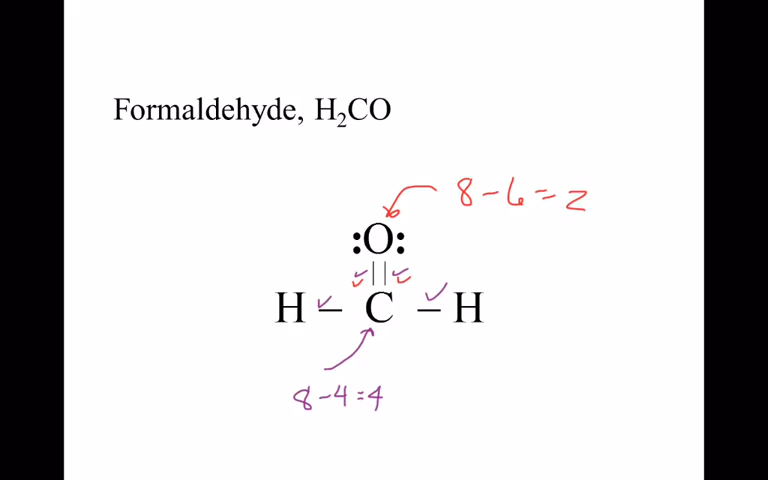 Formaldehyde, H₂CO
8-6=2
:O:
||
H – C – H
8-4=4